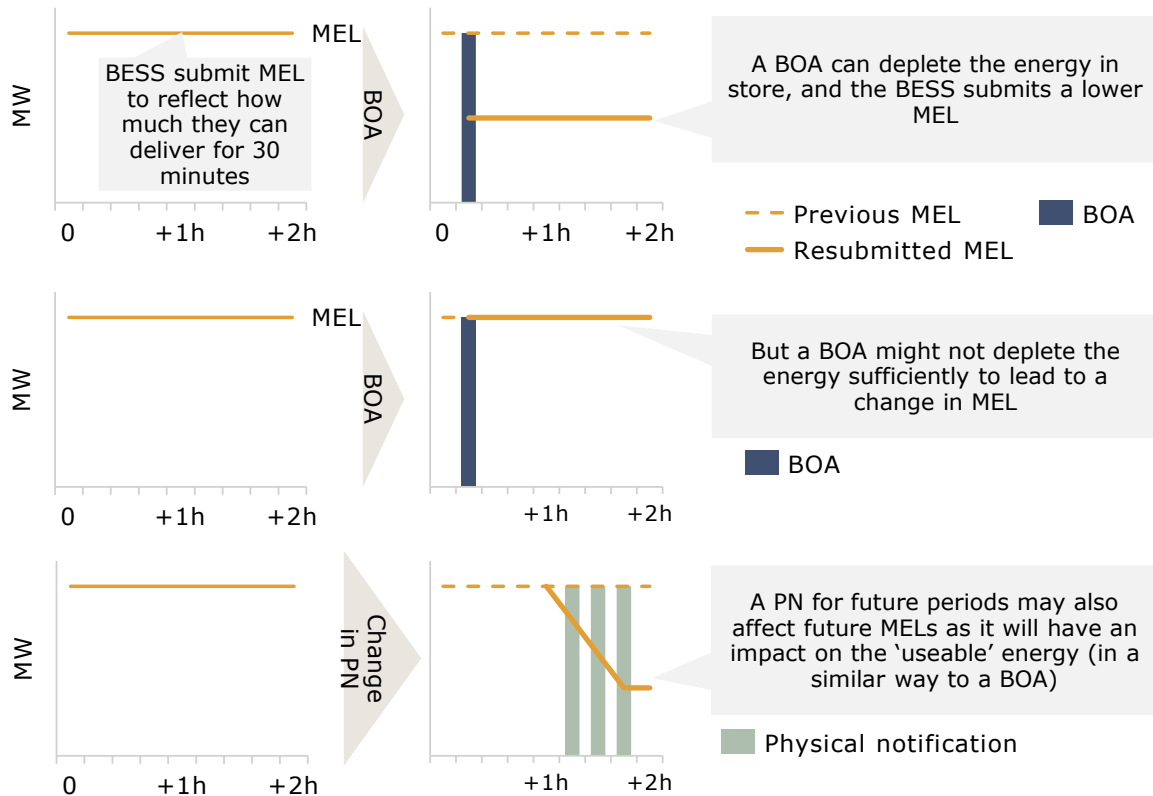 MW
MEL
BESS submit MEL
to reflect how
much they can
deliver for 30
minutes
0
+1h
+2h
BOA
0
+1h
+2h
A BOA can deplete the energy in
store, and the BESS submits a lower
MEL
Previous MEL
BOA
Resubmitted MEL
MW
MEL
0
+1h
+2h
BOA
+1h
+2h
But a BOA might not deplete the
energy sufficiently to lead to a
change in MEL
BOA
MW
0
+1h
+2h
Change
in PN
+1h
+2h
A PN for future periods may also
affect future MELs as it will have an
impact on the ‘useable’ energy (in a
similar way to a BOA)
Physical notification